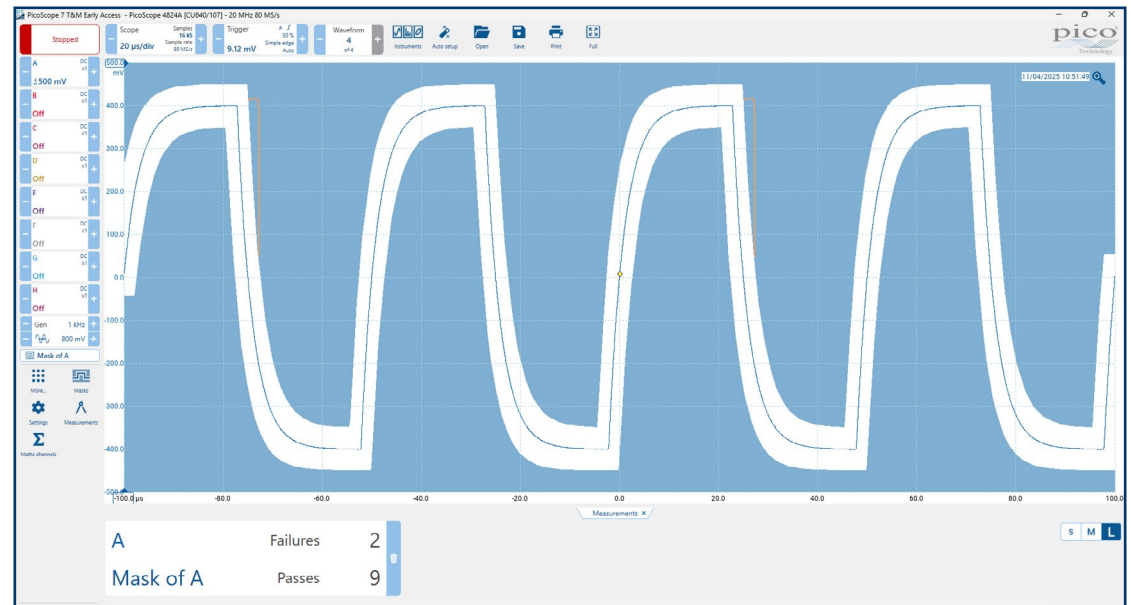 PicoScope 7 T&M Early Access - PicoScope 4824A [CU640/107] - 20 MHz 80 MS/s
Stopped
Scope
20 µs/div
Samples
16 kS
Sample rate
80 MS/s
Trigger
9.12 mV
A
50 %
Simple edge
Auto
Waveform
4
of 4
Instruments
Auto setup
Open
Save
Print
Full
pico
Technology
A
DC
x1
±500 mV
B
DC
x1
Off
C
DC
x1
Off
D
DC
x1
Off
E
DC
x1
Off
F
DC
x1
Off
G
DC
x1
Off
H
DC
x1
Off
Gen
1 kHz
800 mV
Mask of A
More...
Masks
Settings
Measurements
Maths channels
500.0
mV
400.0
300.0
200.0
100.0
0.0
-100.0
-200.0
-300.0
-400.0
-500.0
11/04/2025 10:51:49
-100.0 µs
-80.0
-60.0
-40.0
-20.0
0.0
20.0
40.0
60.0
80.0
100.0
Measurements ×
A
Failures
2
Mask of A
Passes
9
S M L